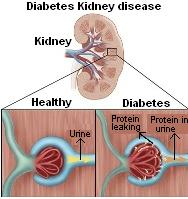 Diabetes Kidney disease
Kidney
Healthy
Diabetes
Urine
Protein
leaking
Protein in
urine